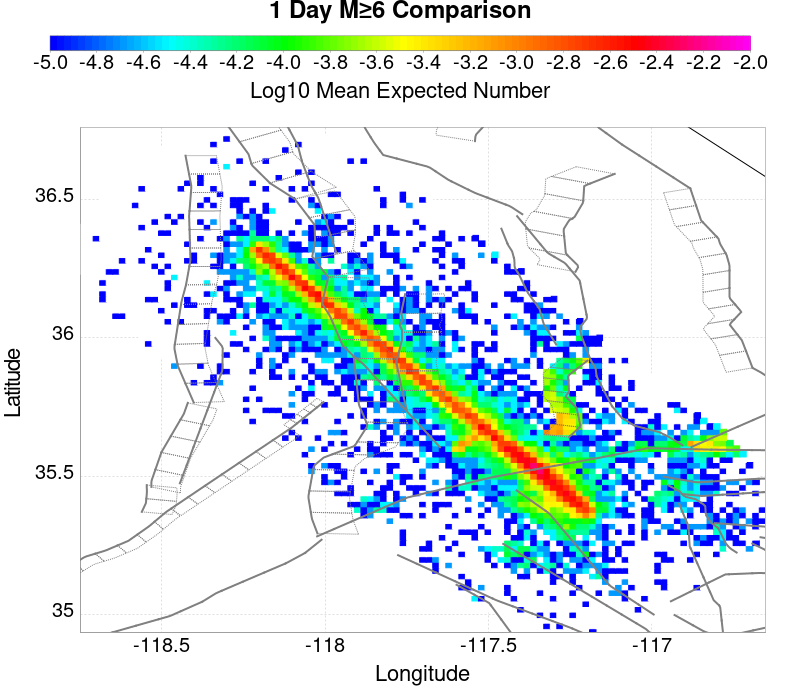 1 Day M≥6 Comparison
-5.0 -4.8 -4.6 -4.4 -4.2 -4.0 -3.8 -3.6 -3.4 -3.2 -3.0 -2.8 -2.6 -2.4 -2.2 -2.0
Log10 Mean Expected Number
36.5
36
35.5
35
Latitude
-118.5 -118 -117.5 -117
Longitude